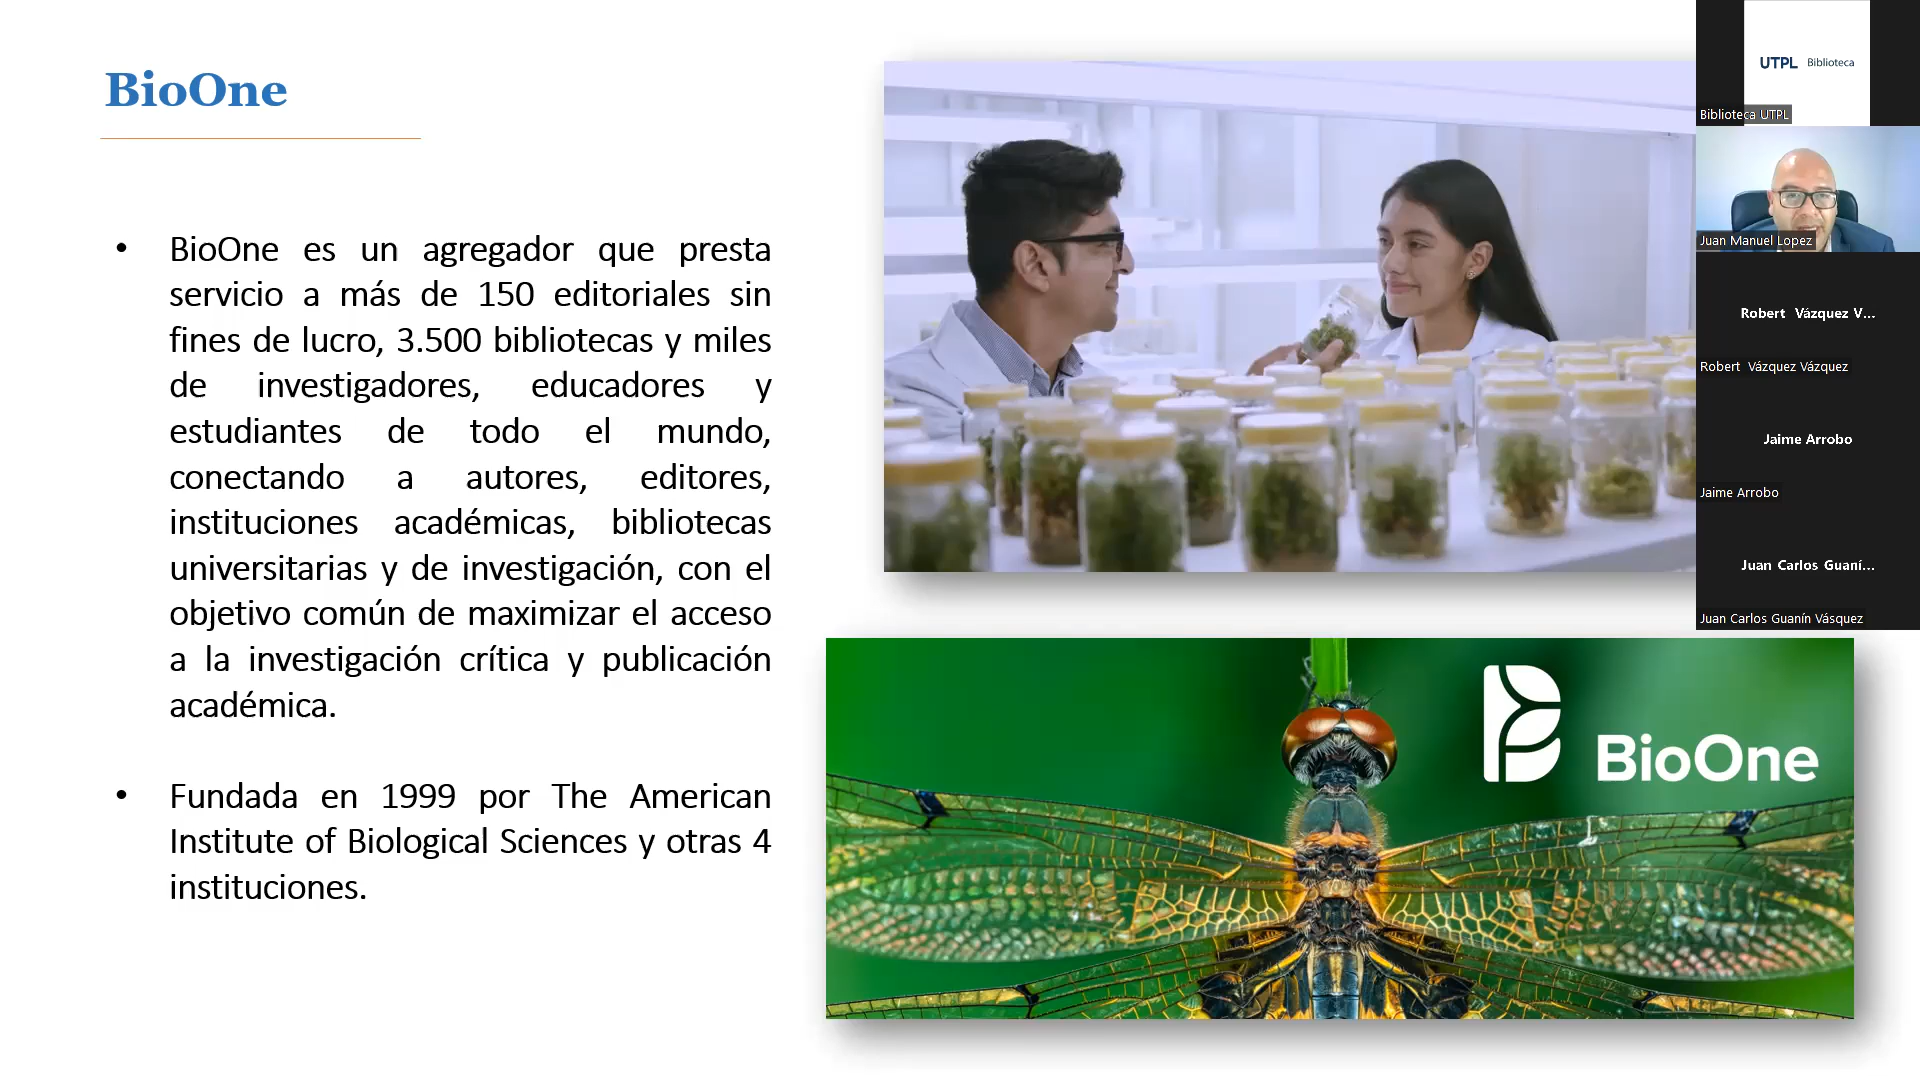 BioOne
• BioOne es un agregador que presta
servicio a más de 150 editoriales sin
fines de lucro, 3.500 bibliotecas y miles
de investigadores, educadores y
estudiantes de todo el mundo,
conectando a autores, editores,
instituciones académicas, bibliotecas
universitarias y de investigación, con el
objetivo común de maximizar el acceso
a la investigación crítica y publicación
académica.
• Fundada en 1999 por The American
Institute of Biological Sciences y otras 4
instituciones.
BioOne
UTPL Biblioteca
Biblioteca UTPL
Juan Manuel Lopez
Robert Vázquez V...
Robert Vázquez Vázquez
Jaime Arrobo
Jaime Arrobo
Juan Carlos Guaní...
Juan Carlos Guanín Vásquez